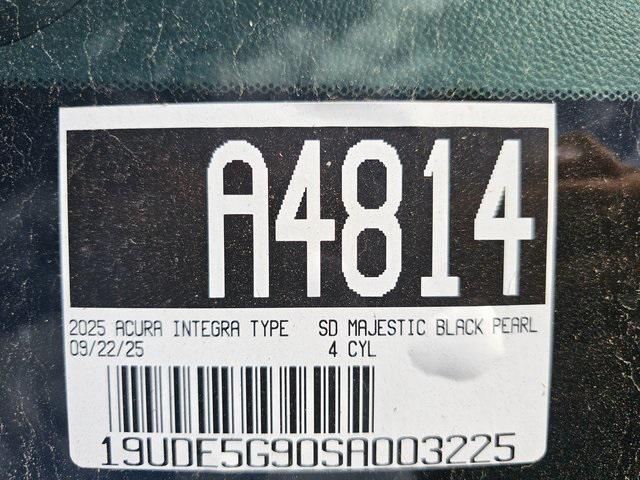 A4814
2025 ACURA INTEGRA TYPE SD MAJESTIC BLACK PEARL
09/22/25 4 CYL
19UDE5G90SA003225